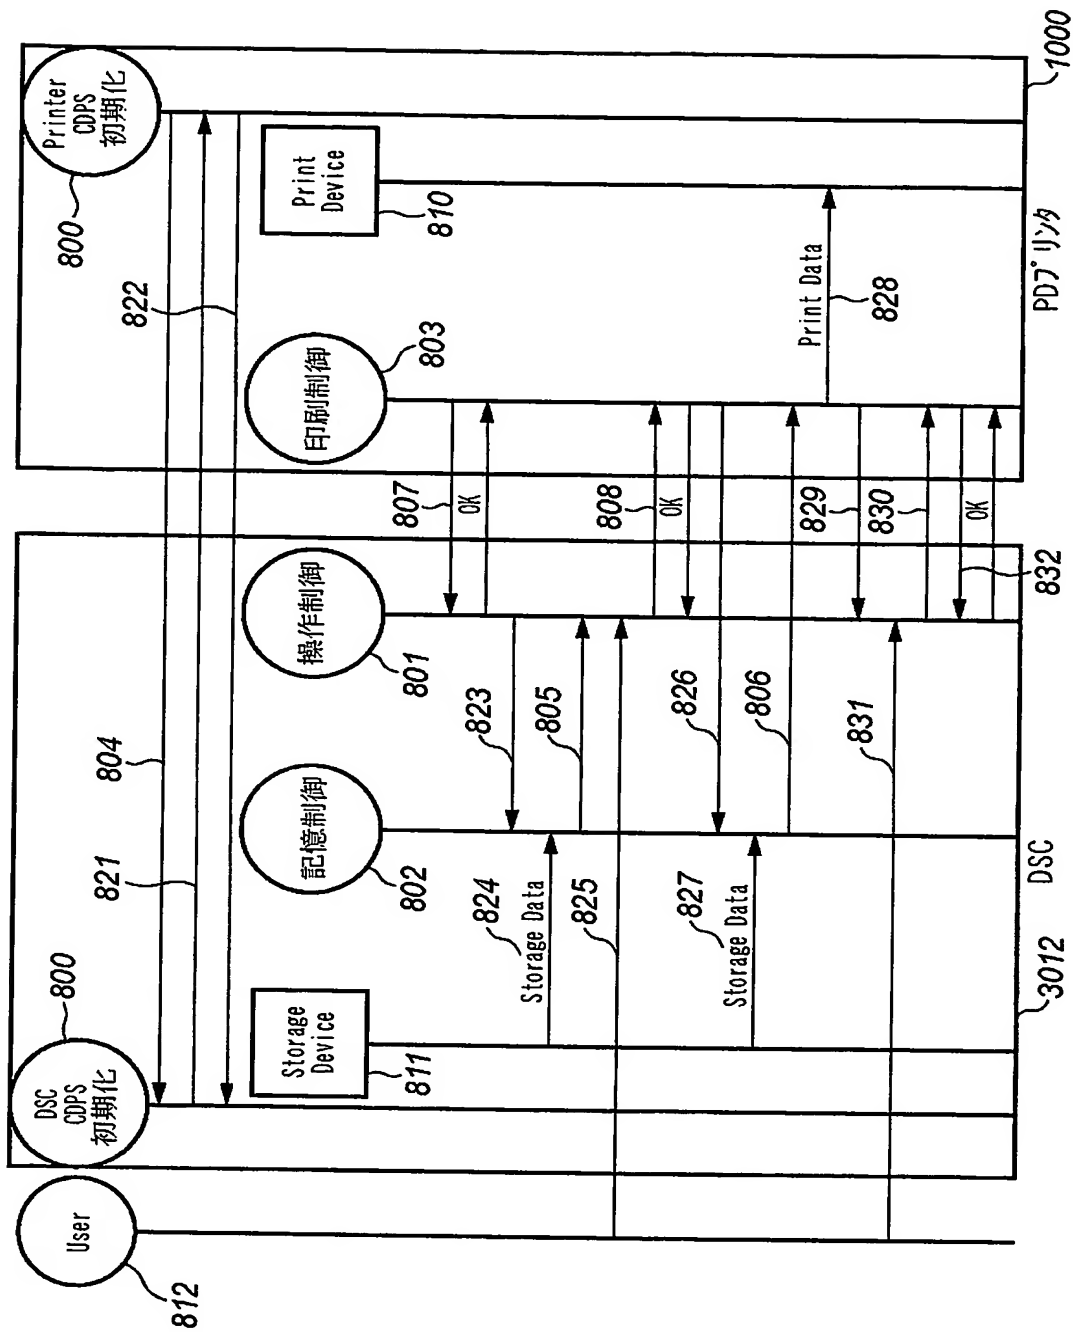 User
812
DSC
CDPS
初期化
800
Printer
CDPS
初期化
800
804
821
822
Storage
Device
811
記憶制御
802
操作制御
801
印刷制御
803
Print
Device
810
807
OK
823
824
Storage Data
805
825
808
OK
826
827
Storage Data
806
Print Data
828
829
831
830
832
OK
DSC
3012
PDプリンタ
1000